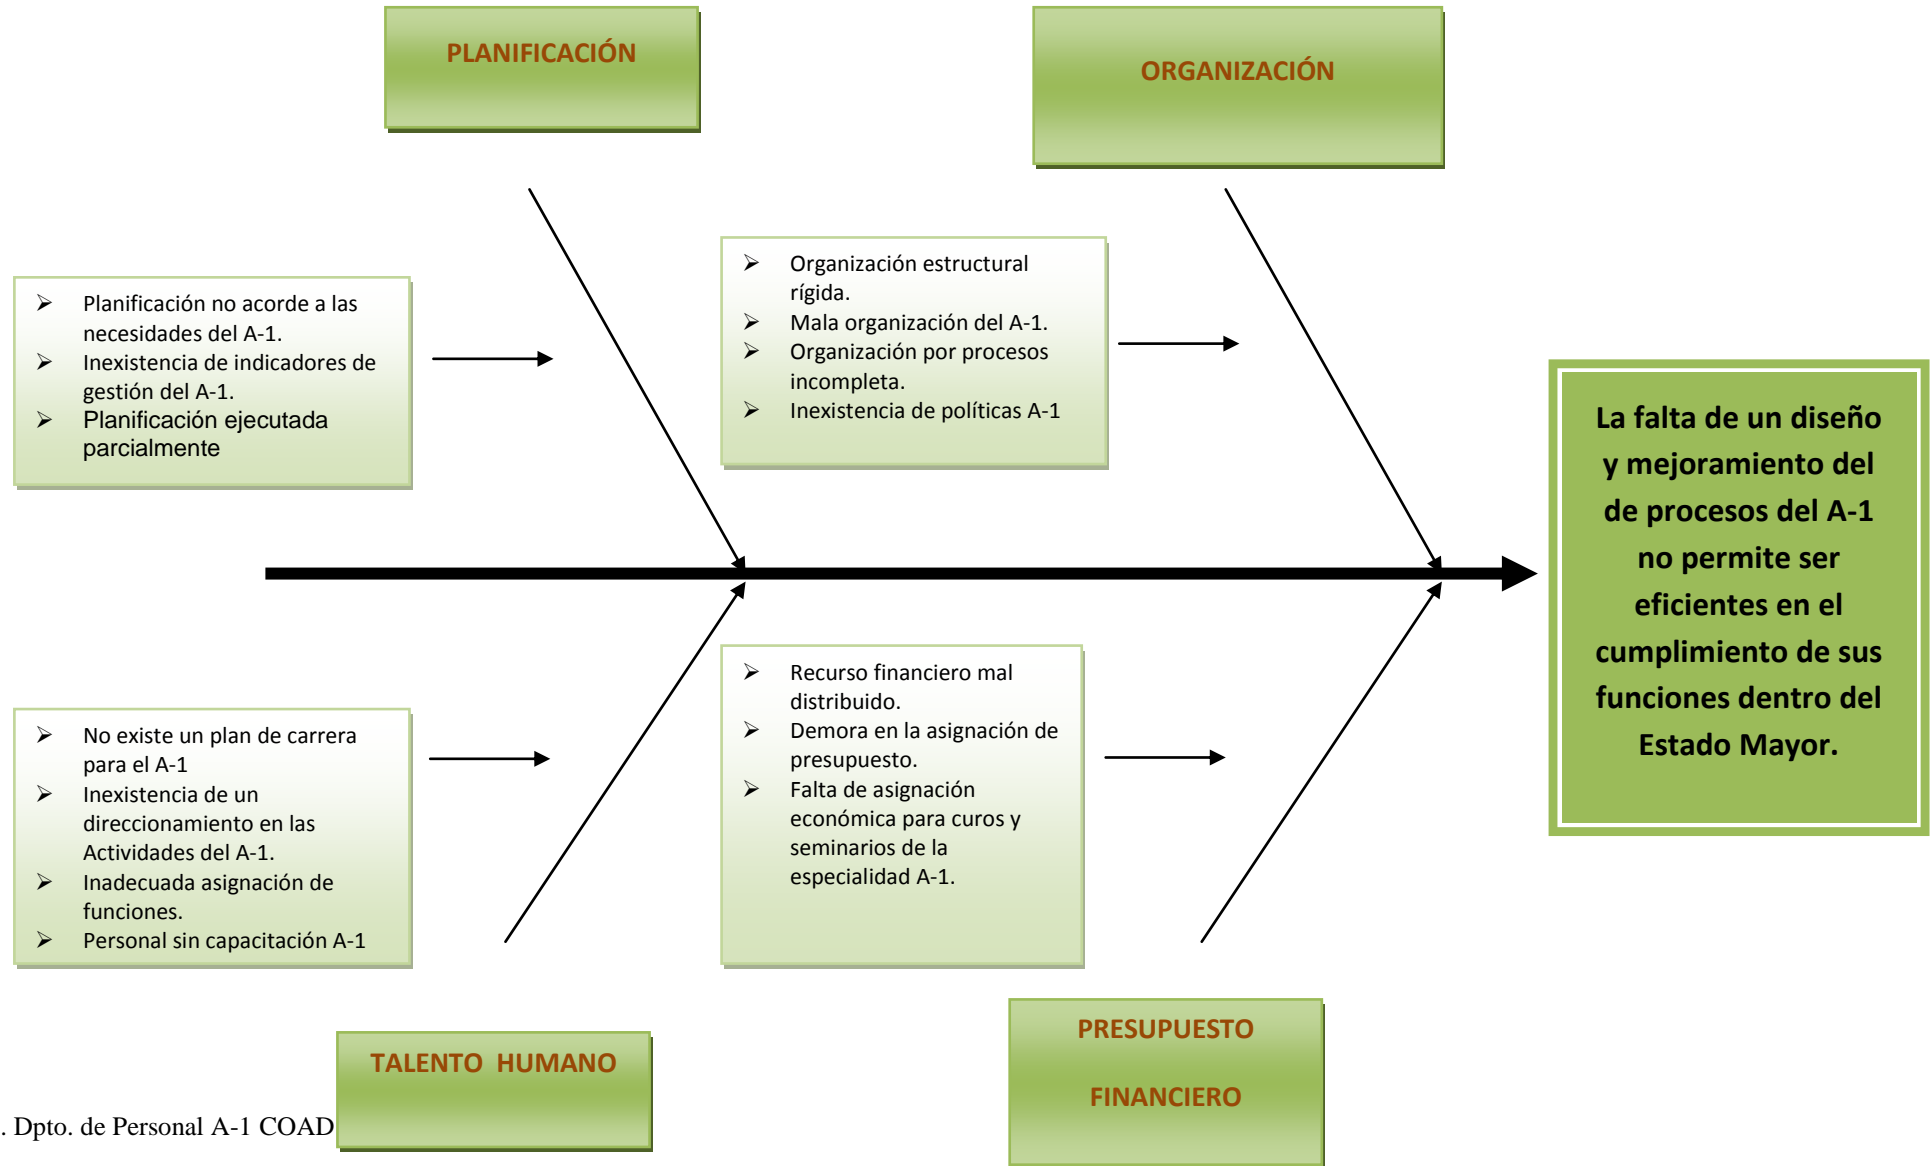 PLANIFICACIÓN
ORGANIZACIÓN
➢ Planificación no acorde a las
necesidades del A-1.
➢ Inexistencia de indicadores de
gestión del A-1.
➢ Planificación ejecutada
parcialmente
➢ Organización estructural
rígida.
➢ Mala organización del A-1.
➢ Organización por procesos
incompleta.
➢ Inexistencia de políticas A-1
La falta de un diseño
y mejoramiento del
de procesos del A-1
no permite ser
eficientes en el
cumplimiento de sus
funciones dentro del
Estado Mayor.
➢ No existe un plan de carrera
para el A-1
➢ Inexistencia de un
direccionamiento en las
Actividades del A-1.
➢ Inadecuada asignación de
funciones.
➢ Personal sin capacitación A-1
➢ Recurso financiero mal
distribuido.
➢ Demora en la asignación de
presupuesto.
➢ Falta de asignación
económica para curos y
seminarios de la
especialidad A-1.
TALENTO HUMANO
PRESUPUESTO
FINANCIERO
. Dpto. de Personal A-1 COAD